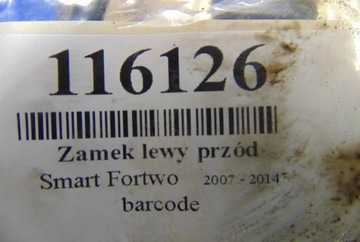 116126
Zamek lewy przód
Smart Fortwo 2007 - 2014
barcode